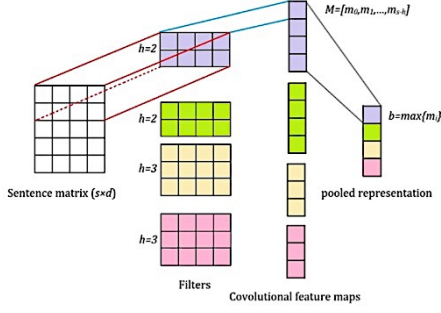 M=[m₀,m₁,...,mₛ₋ₕ]
h=2
b=max{mᵢ}
h=2
h=3
Sentence matrix (s×d)
pooled representation
h=3
Filters
Covolutional feature maps